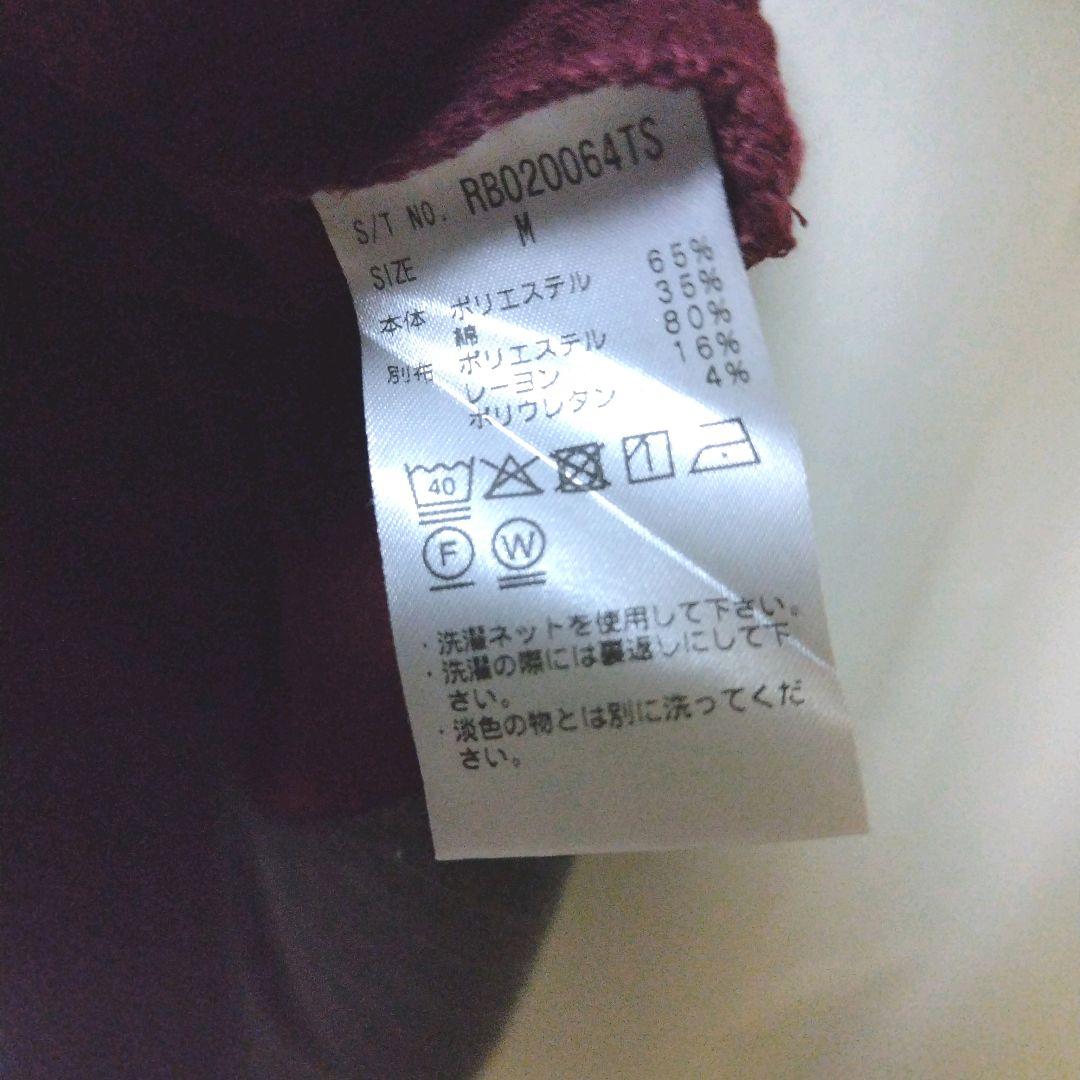 S/T NO. RB020064TS
SIZE M
本体 ポリエステル 65%
綿 35%
別布 ポリエステル 80%
レーヨン 16%
ポリウレタン 4%
40
F W
・洗濯ネットを使用して下さい。
・洗濯の際には裏返しにして下
さい。
・淡色の物とは別に洗ってくだ
さい。